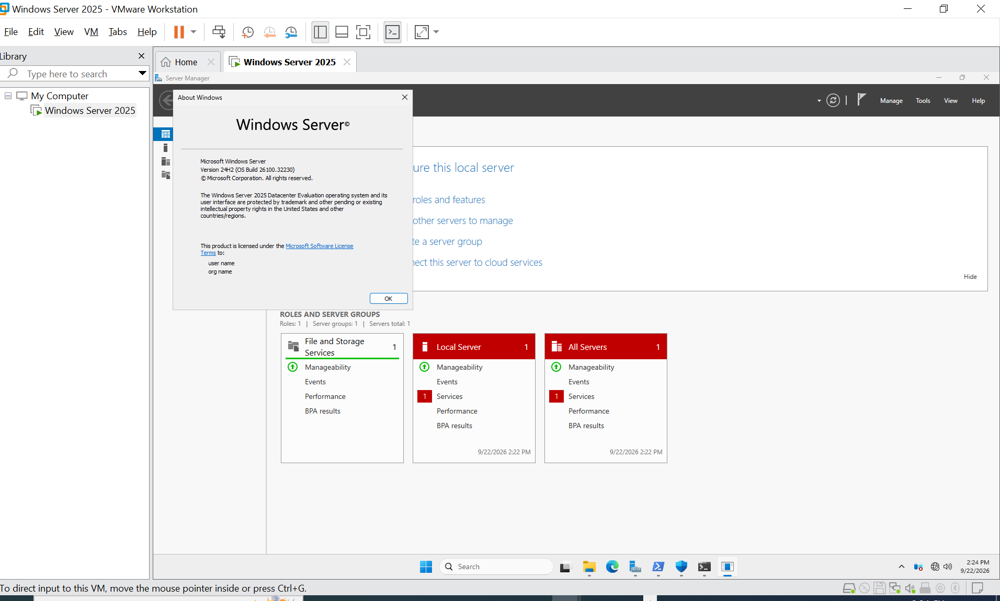 Windows Server 2025 - VMware Workstation
File Edit View VM Tabs Help
Library
Type here to search
My Computer
Windows Server 2025
Home
Windows Server 2025
Server Manager
Manage Tools View Help
About Windows
Windows Server©
Microsoft Windows Server
Version 24H2 (OS Build 26100.32230)
© Microsoft Corporation. All rights reserved.
The Windows Server 2025 Datacenter Evaluation operating system and its
user interface are protected by trademark and other pending or existing
intellectual property rights in the United States and other
countries/regions.
This product is licensed under the Microsoft Software License
Terms to:
user name
org name
OK
ure this local server
roles and features
other servers to manage
te a server group
nect this server to cloud services
Hide
ROLES AND SERVER GROUPS
Roles: 1 | Server groups: 1 | Servers total: 1
File and Storage
Services
1
Manageability
Events
Performance
BPA results
Local Server 1
Manageability
Events
1 Services
Performance
BPA results
9/22/2026 2:22 PM
All Servers 1
Manageability
Events
1 Services
Performance
BPA results
9/22/2026 2:22 PM
Search
2:24 PM
9/22/2026
To direct input to this VM, move the mouse pointer inside or press Ctrl+G.